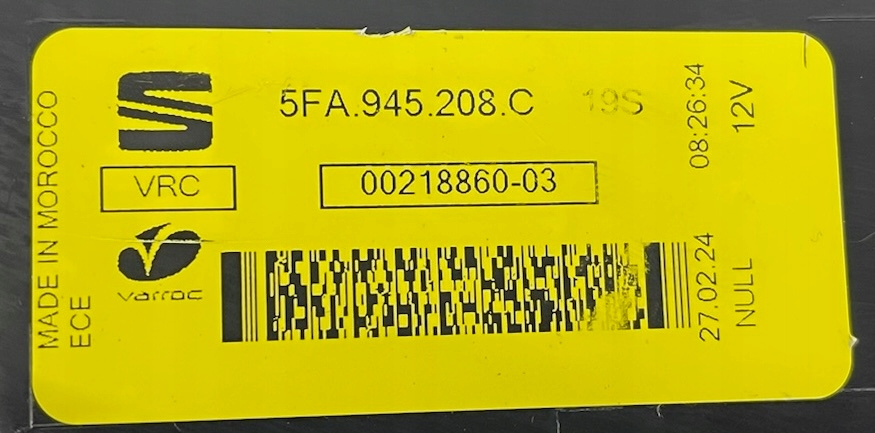 MADE IN MOROCCO
ECE
5FA.945.208.C 19S
VRC
00218860-03
varroc
08:26:34
27.02.24
12V
NULL